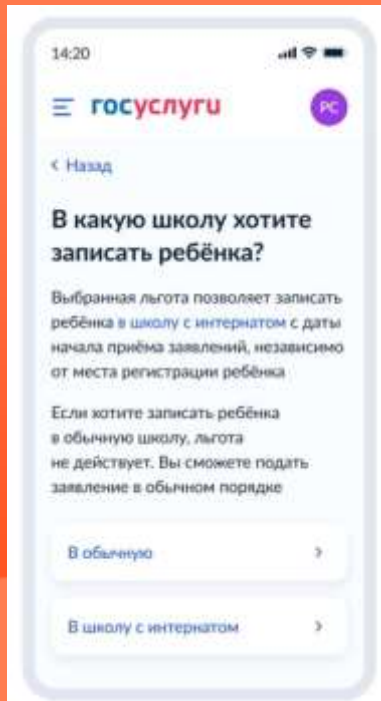 14:20
госуслуги
РС
< Назад
В какую школу хотите
записать ребёнка?
Выбранная льгота позволяет записать
ребёнка в школу с интернатом с даты
начала приёма заявлений, независимо
от места регистрации ребёнка
Если хотите записать ребёнка
в обычную школу, льгота
не действует. Вы сможете подать
заявление в обычном порядке
В обычную >
В школу с интернатом >